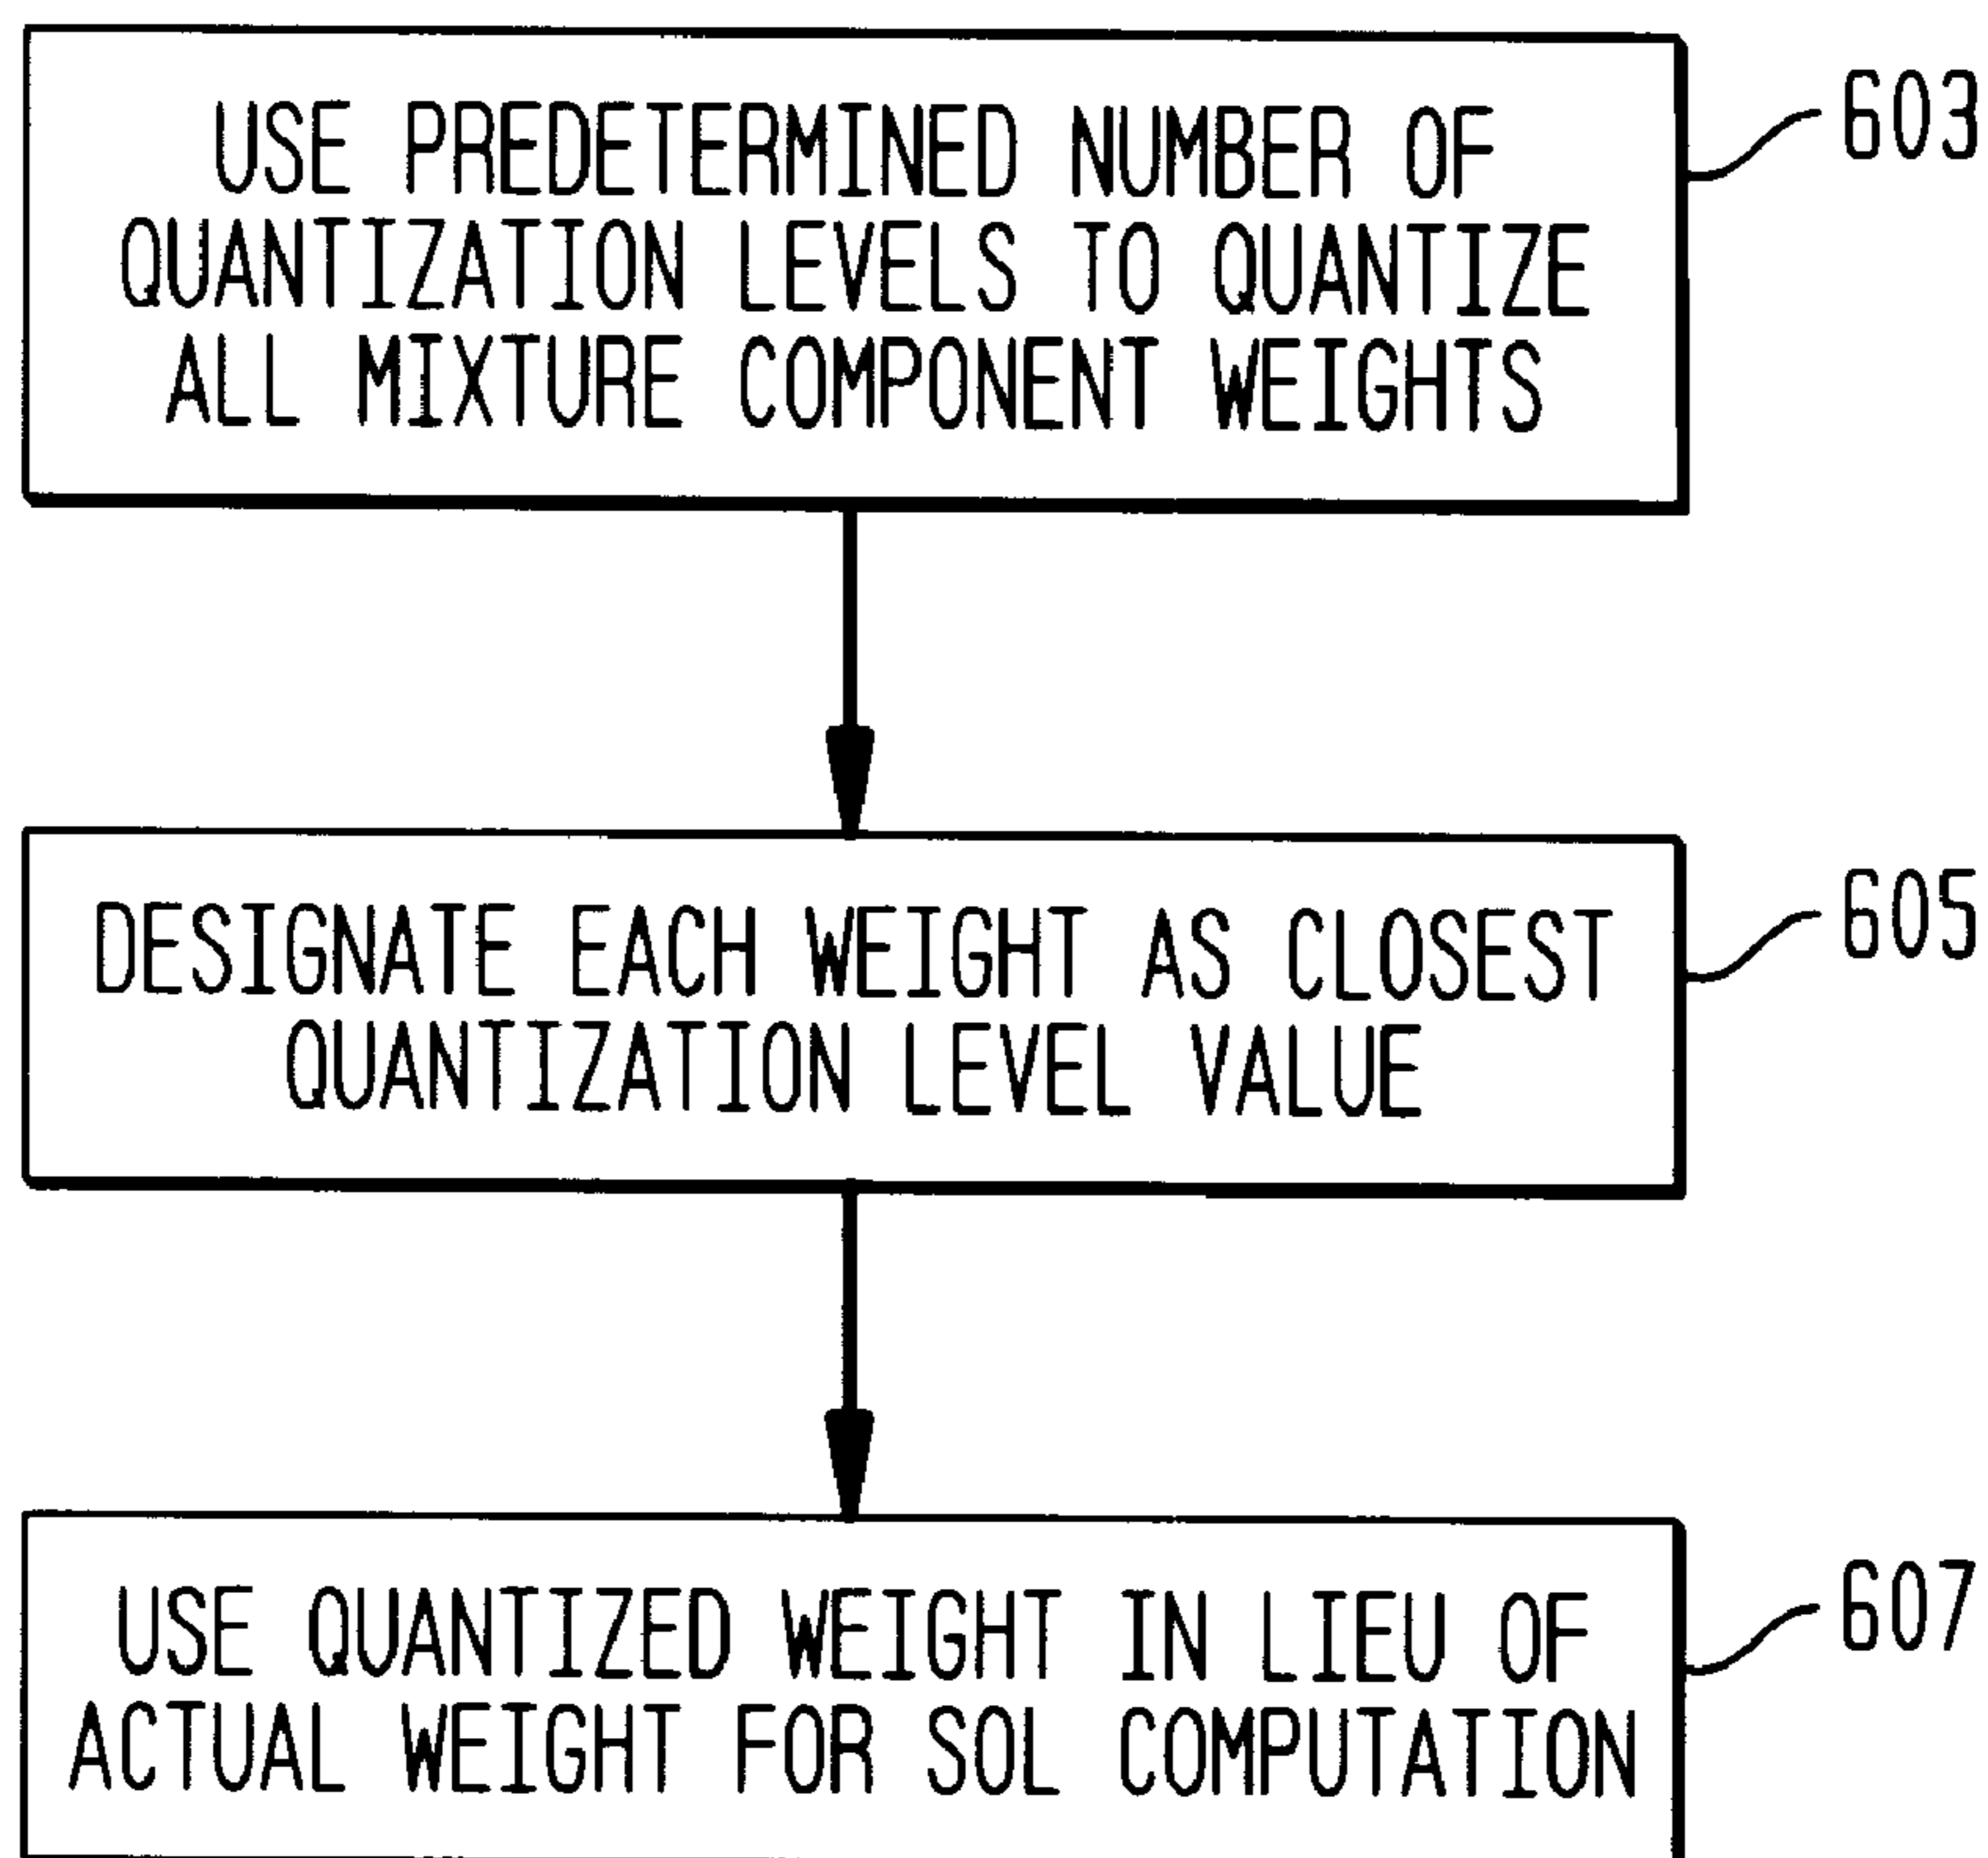 USE PREDETERMINED NUMBER OF
QUANTIZATION LEVELS TO QUANTIZE
ALL MIXTURE COMPONENT WEIGHTS
603
DESIGNATE EACH WEIGHT AS CLOSEST
QUANTIZATION LEVEL VALUE
605
USE QUANTIZED WEIGHT IN LIEU OF
ACTUAL WEIGHT FOR SOL COMPUTATION
607